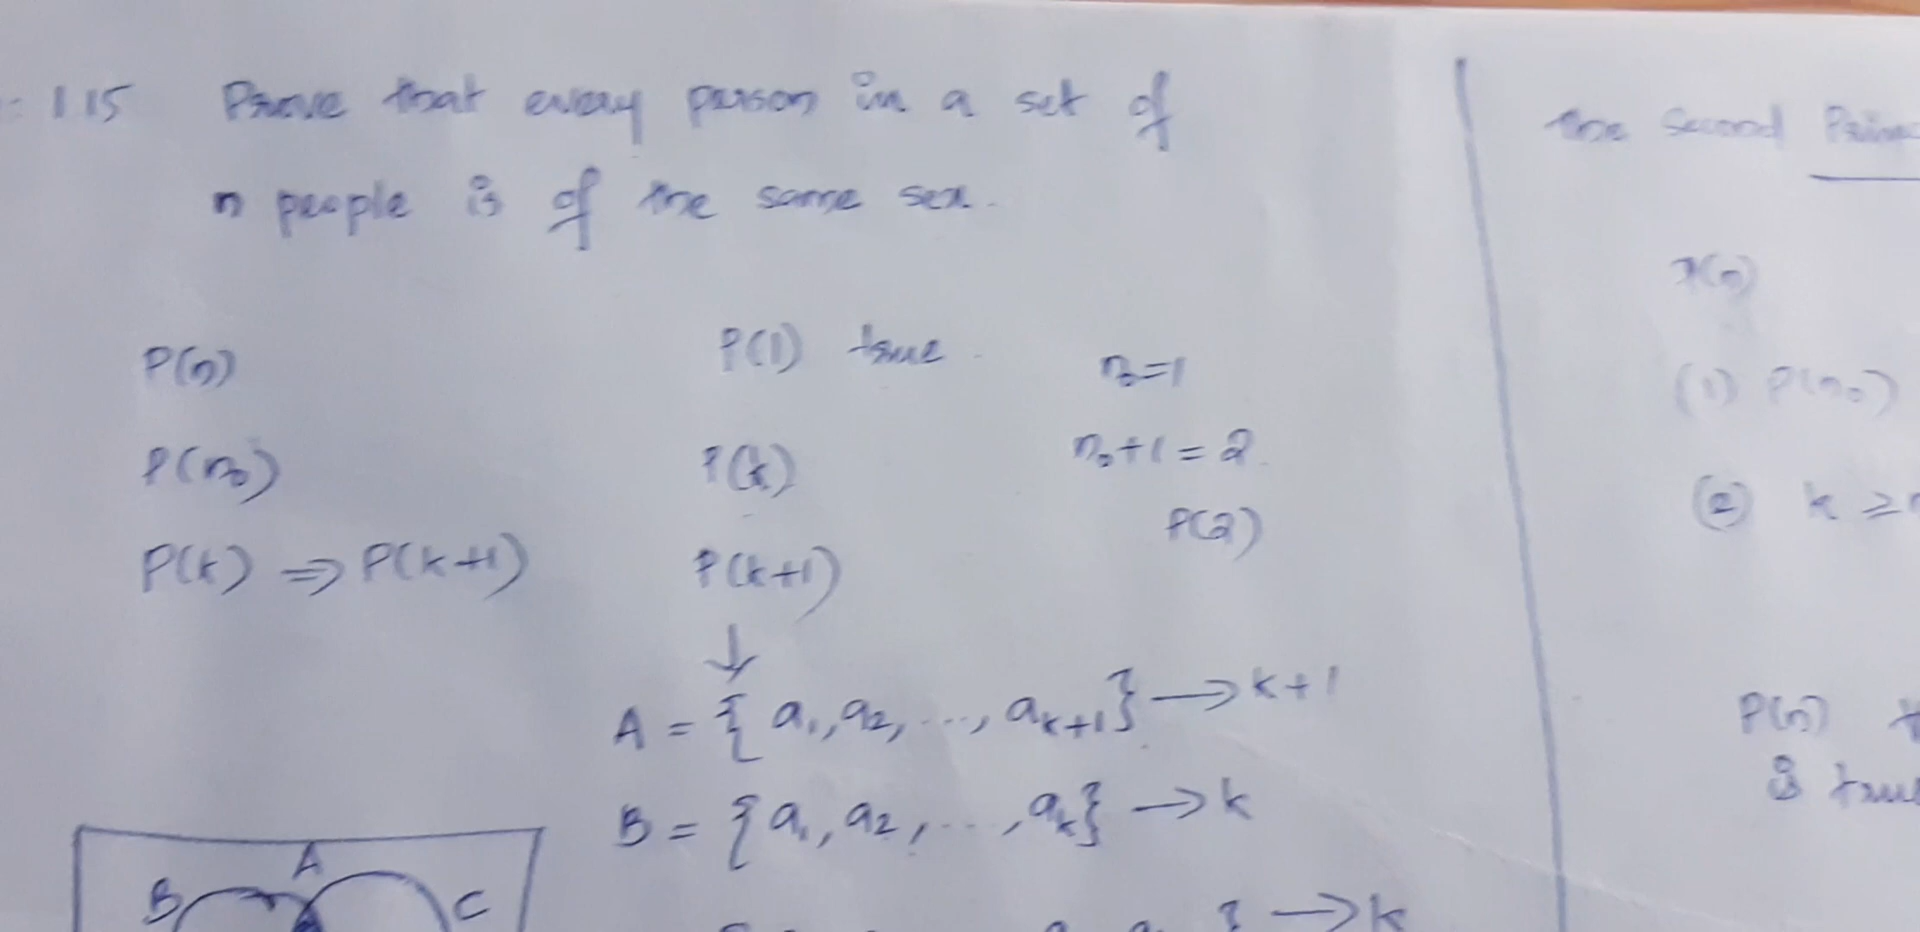 1.15 Prove that every person in a set of
n people is of the same sex.
P(n)
P(n₀)
P(k) ⇒ P(k+1)
P(1) true.
P(k)
P(k+1)
↓
n₀=1
n₀+1=2.
P(2)
A = { a₁, a₂, ..., aₖ₊₁} → k+1
B = { a₁, a₂, ..., aₖ} → k
} → k
A
B C
the Second
(1) P(n₀)
(2) k ≥
P(n)
is true